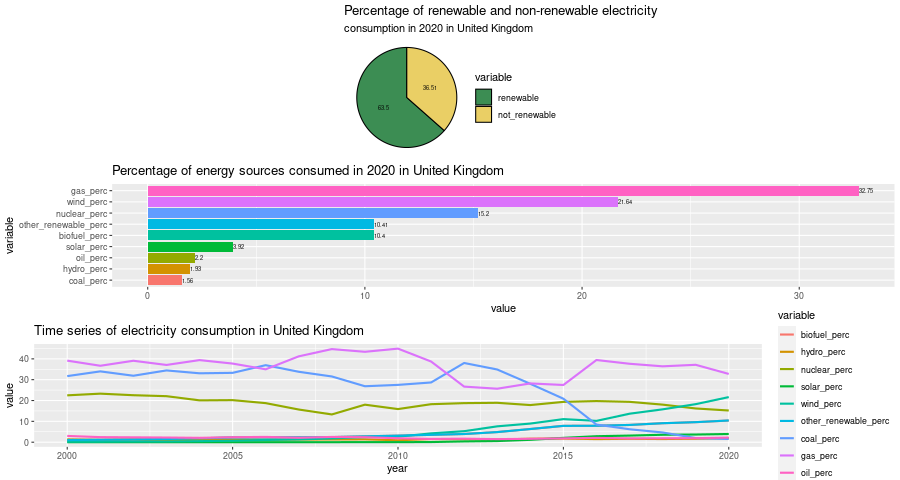 Percentage of renewable and non-renewable electricity
consumption in 2020 in United Kingdom
variable
renewable
not_renewable
63.5
36.51
Percentage of energy sources consumed in 2020 in United Kingdom
variable
gas_perc
wind_perc
nuclear_perc
other_renewable_perc
biofuel_perc
solar_perc
oil_perc
hydro_perc
coal_perc
32.75
21.64
15.2
10.41
10.4
3.92
2.2
1.93
1.56
0 10 20 30
value
Time series of electricity consumption in United Kingdom
value
40
30
20
10
0
2000 2005 2010 2015 2020
year
variable
biofuel_perc
hydro_perc
nuclear_perc
solar_perc
wind_perc
other_renewable_perc
coal_perc
gas_perc
oil_perc